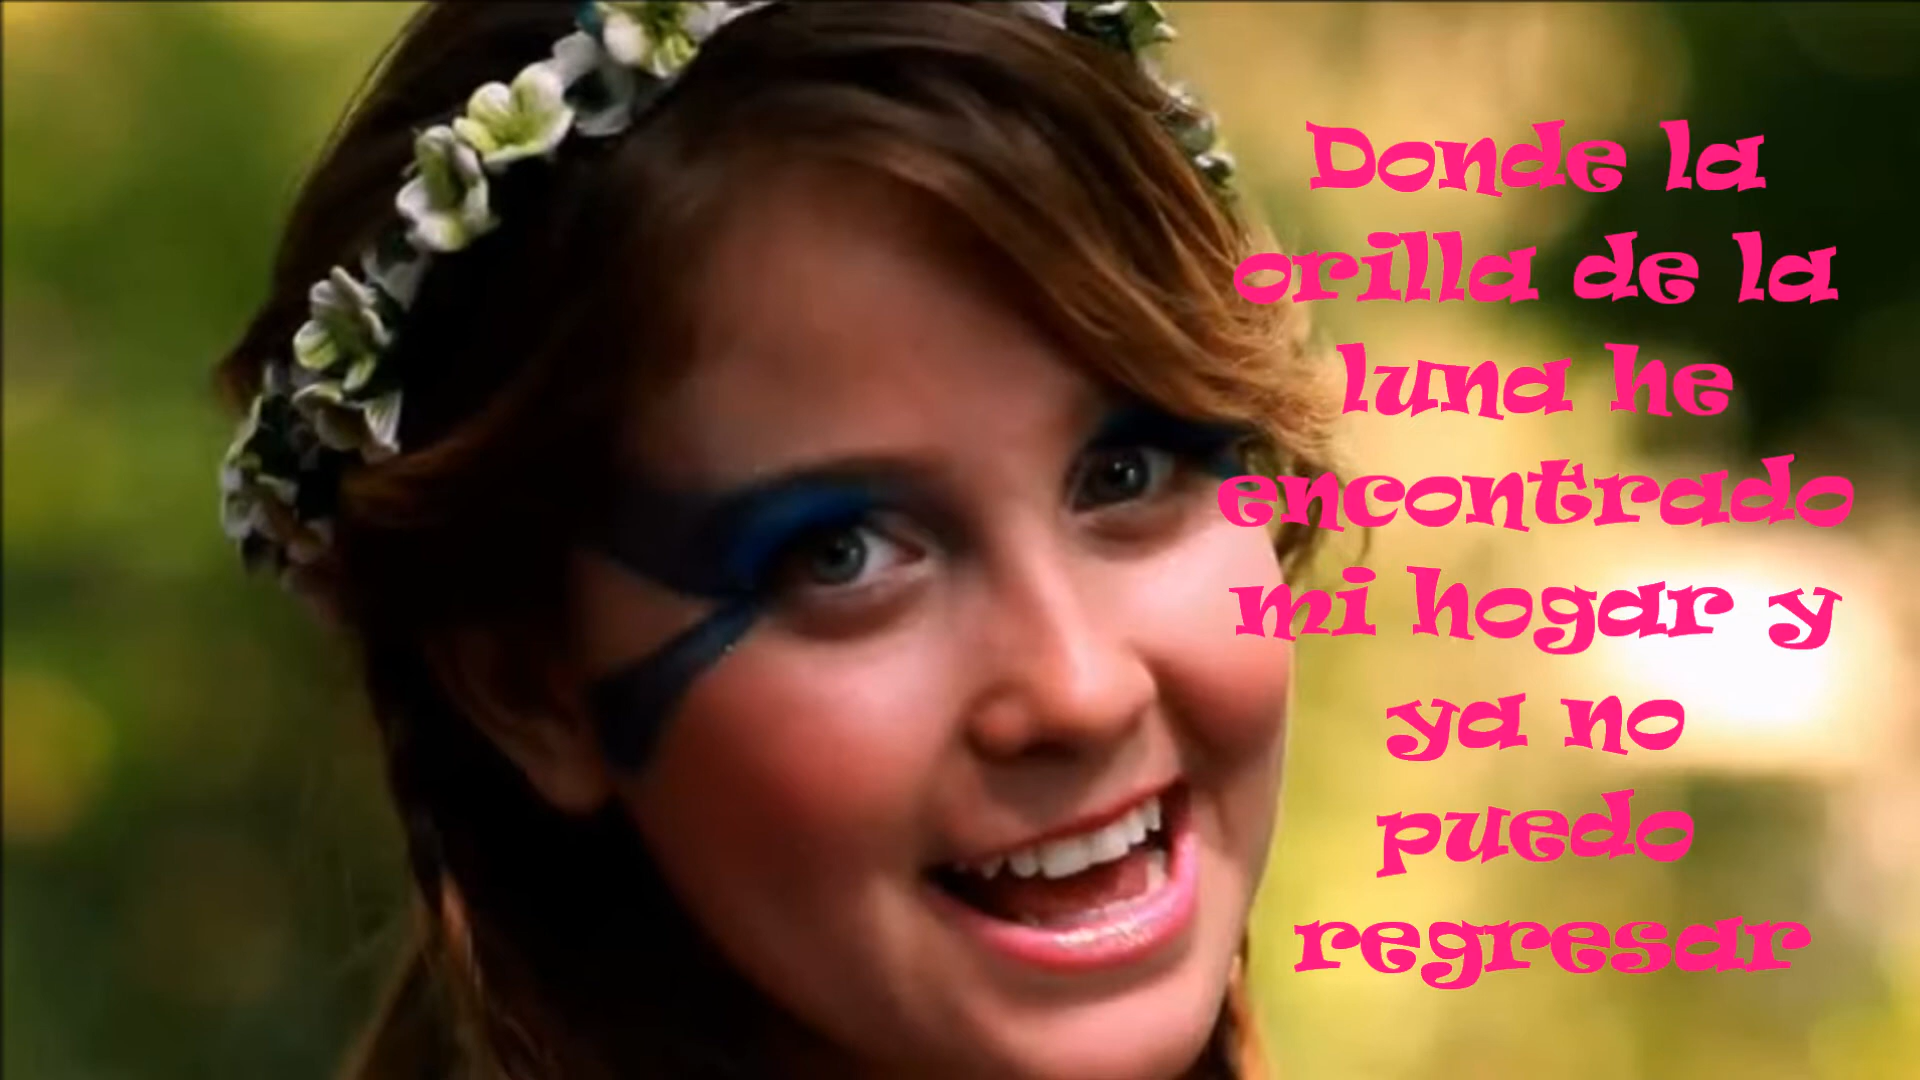 Donde la
orilla de la
luna he
encontrado
mi hogar y
ya no
puedo
regresar